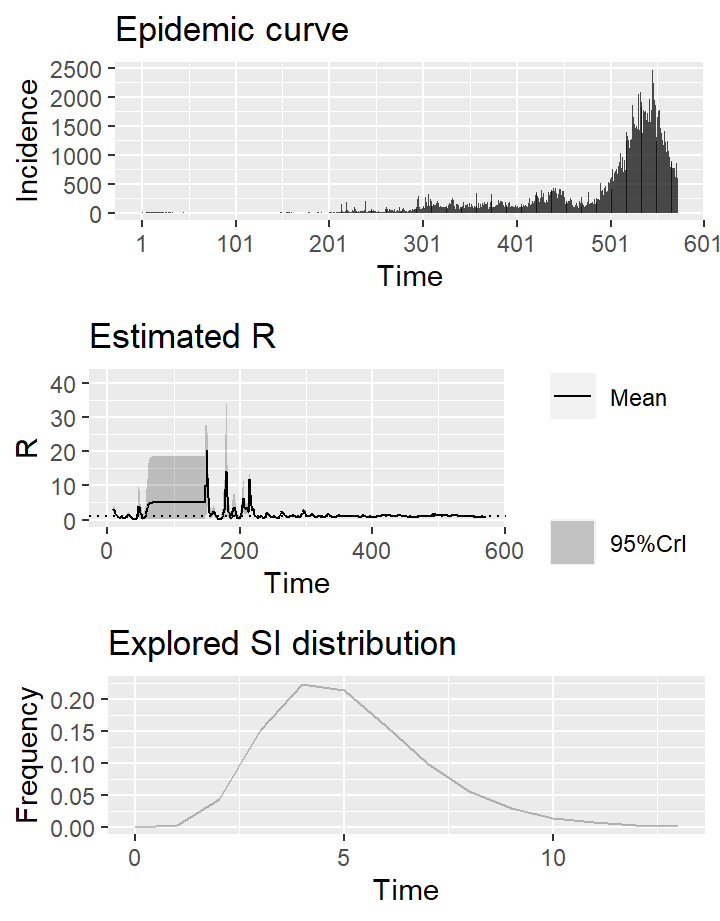 Epidemic curve
2500
2000
1500
1000
500
0
Incidence
1 101 201 301 401 501 601
Time
Estimated R
40
30
20
10
0
R
0 200 400 600
Time
Mean
95%CrI
Explored SI distribution
0.20
0.15
0.10
0.05
0.00
Frequency
0 5 10
Time